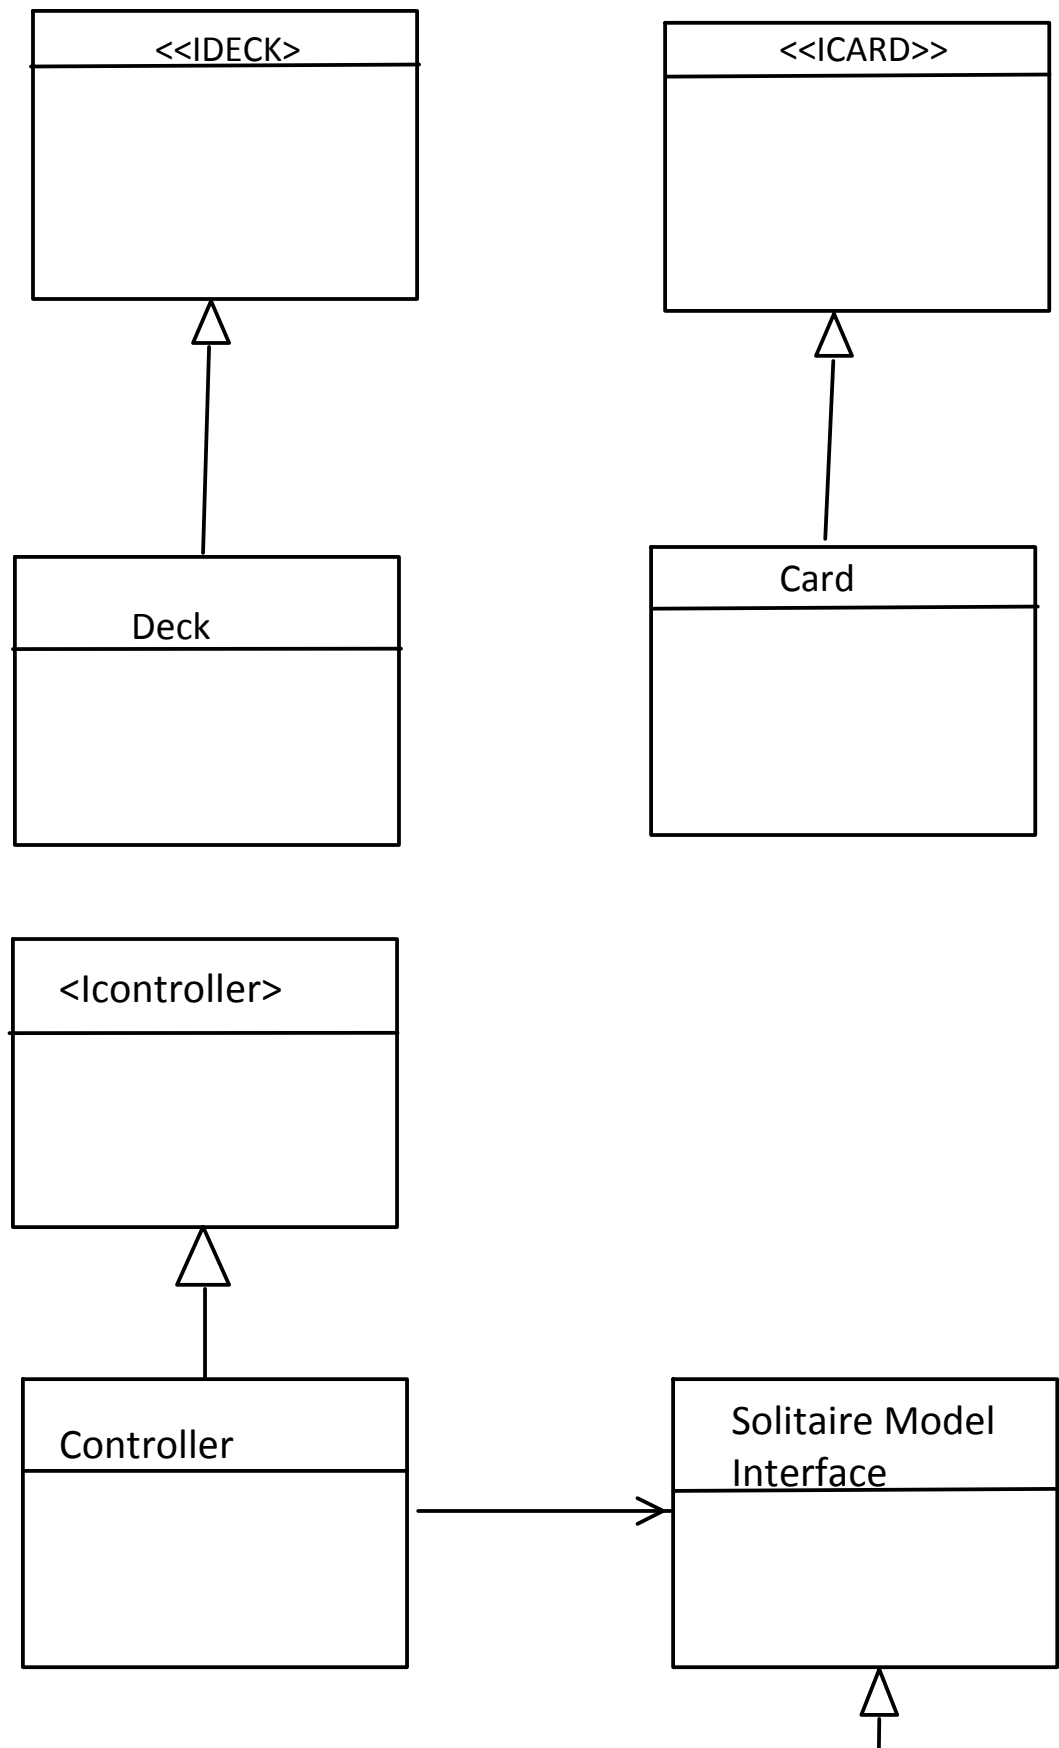 <<IDECK>
<<ICARD>>
Deck
Card
<Icontroller>
Controller
Solitaire Model
Interface